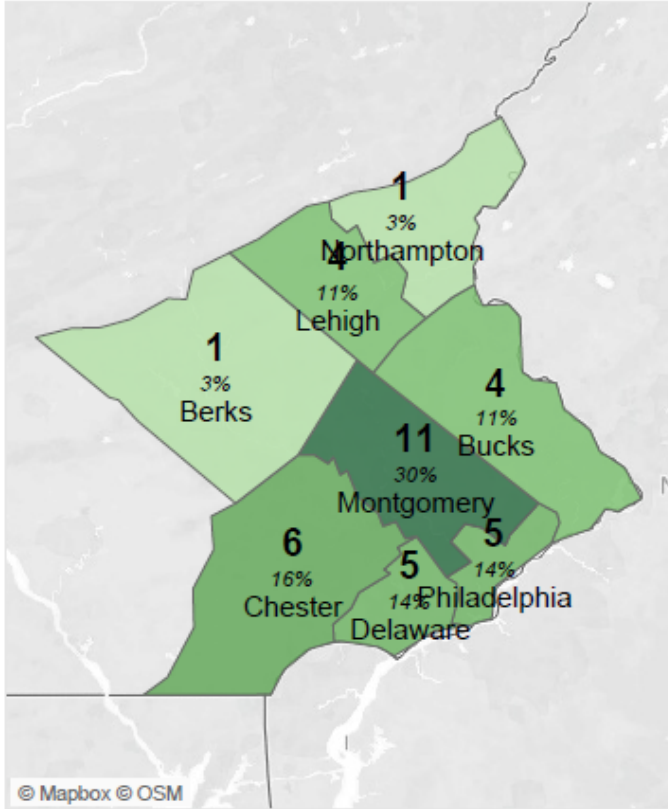 1
3%
Northampton
4
11%
Lehigh
1
3%
Berks
4
11%
Bucks
11
30%
Montgomery
6
16%
Chester
5
14%
Delaware
5
14%
Philadelphia
N
© Mapbox © OSM